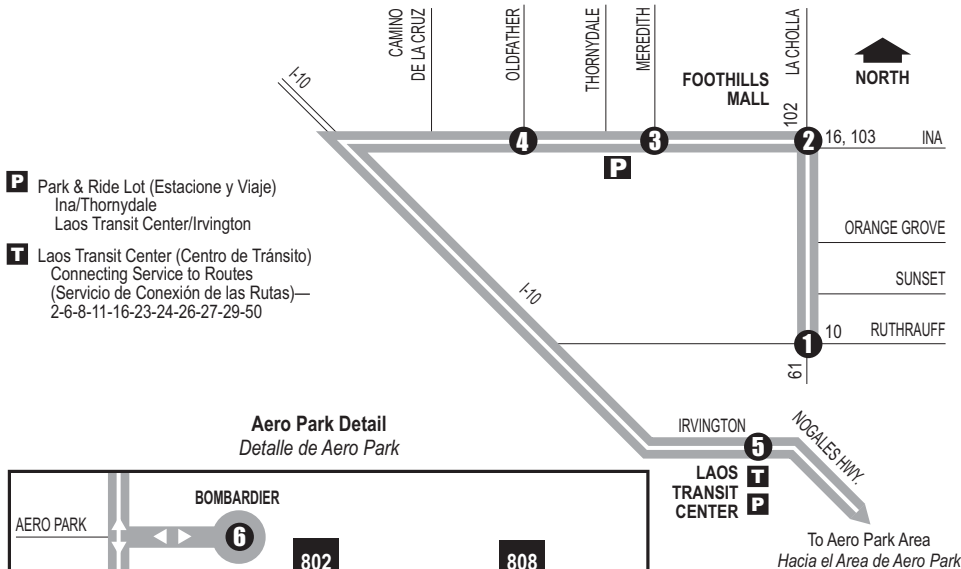 CAMINO
DE LA CRUZ
OLDFATHER
THORNYDALE
MEREDITH
LA CHOLLA
NORTH
I-10
FOOTHILLS
MALL
102
4
3
2
16, 103
INA
P
P Park & Ride Lot (Estacione y Viaje)
Ina/Thornydale
Laos Transit Center/Irvington
T Laos Transit Center (Centro de Tránsito)
Connecting Service to Routes
(Servicio de Conexión de las Rutas)—
2-6-8-11-16-23-24-26-27-29-50
ORANGE GROVE
SUNSET
I-10
1
10
RUTHRAUFF
61
Aero Park Detail
Detalle de Aero Park
IRVINGTON
5
NOGALES HWY.
LAOS
TRANSIT
CENTER
T
P
To Aero Park Area
Hacia el Area de Aero Park
BOMBARDIER
AERO PARK
6
802
808